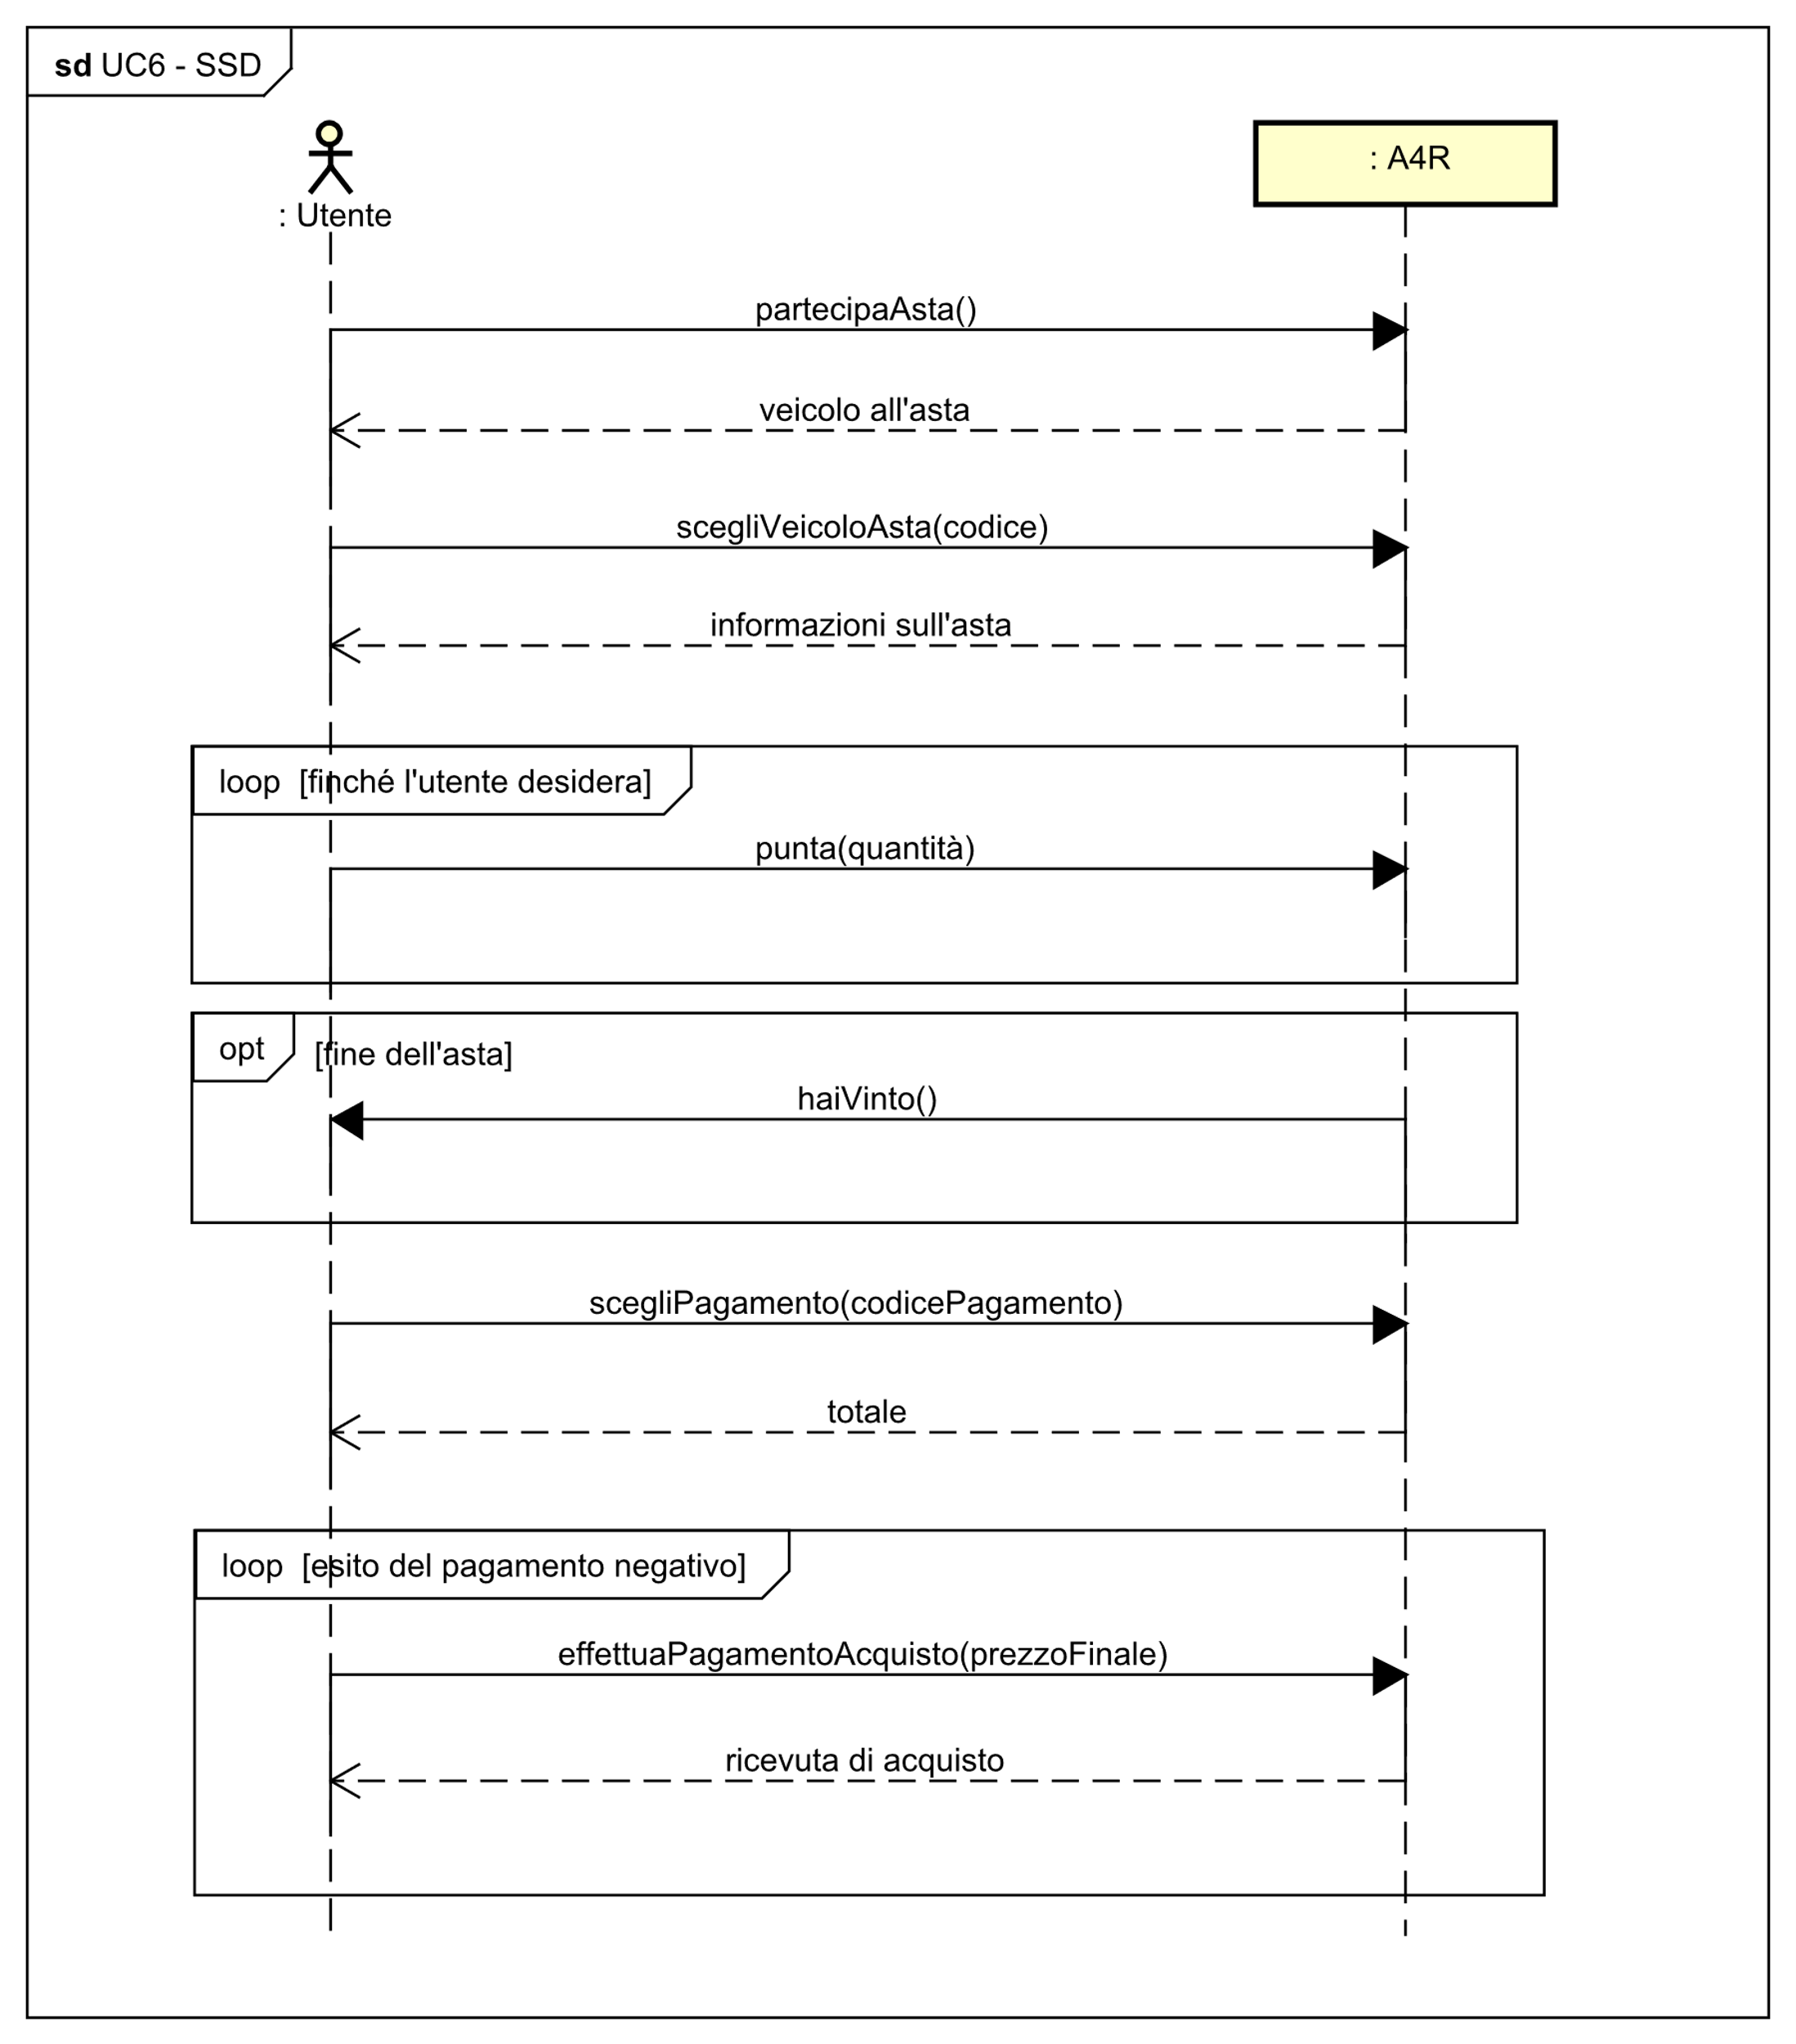 sd UC6 - SSD
: Utente
: A4R
partecipaAsta()
veicolo all'asta
scegliVeicoloAsta(codice)
informazioni sull'asta
loop [finché l'utente desidera]
punta(quantità)
opt [fine dell'asta]
haiVinto()
scegliPagamento(codicePagamento)
totale
loop [esito del pagamento negativo]
effettuaPagamentoAcquisto(prezzoFinale)
ricevuta di acquisto